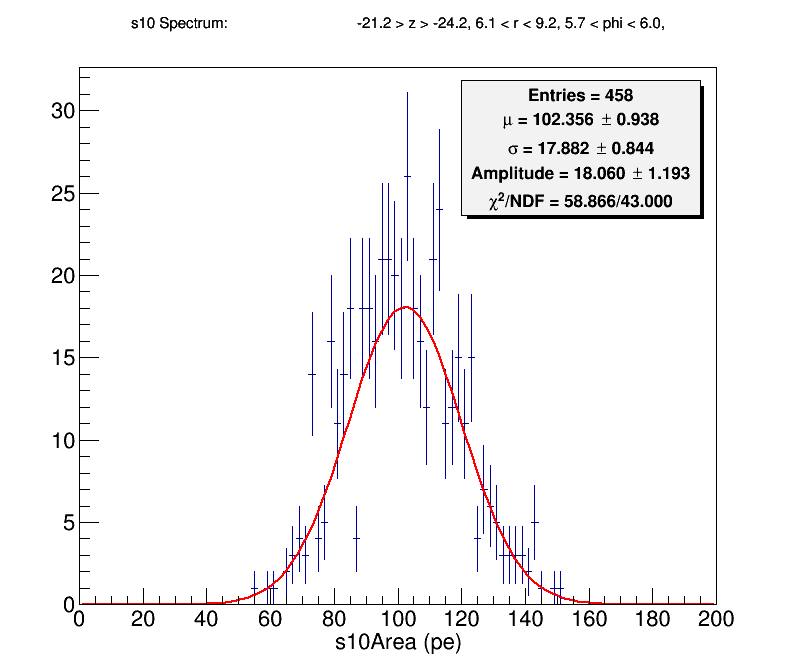 s10 Spectrum: -21.2 > z > -24.2, 6.1 < r < 9.2, 5.7 < phi < 6.0,
Entries = 458
μ = 102.356 ± 0.938
σ = 17.882 ± 0.844
Amplitude = 18.060 ± 1.193
χ²/NDF = 58.866/43.000
30
25
20
15
10
5
0
0 20 40 60 80 100 120 140 160 180 200
s10Area (pe)